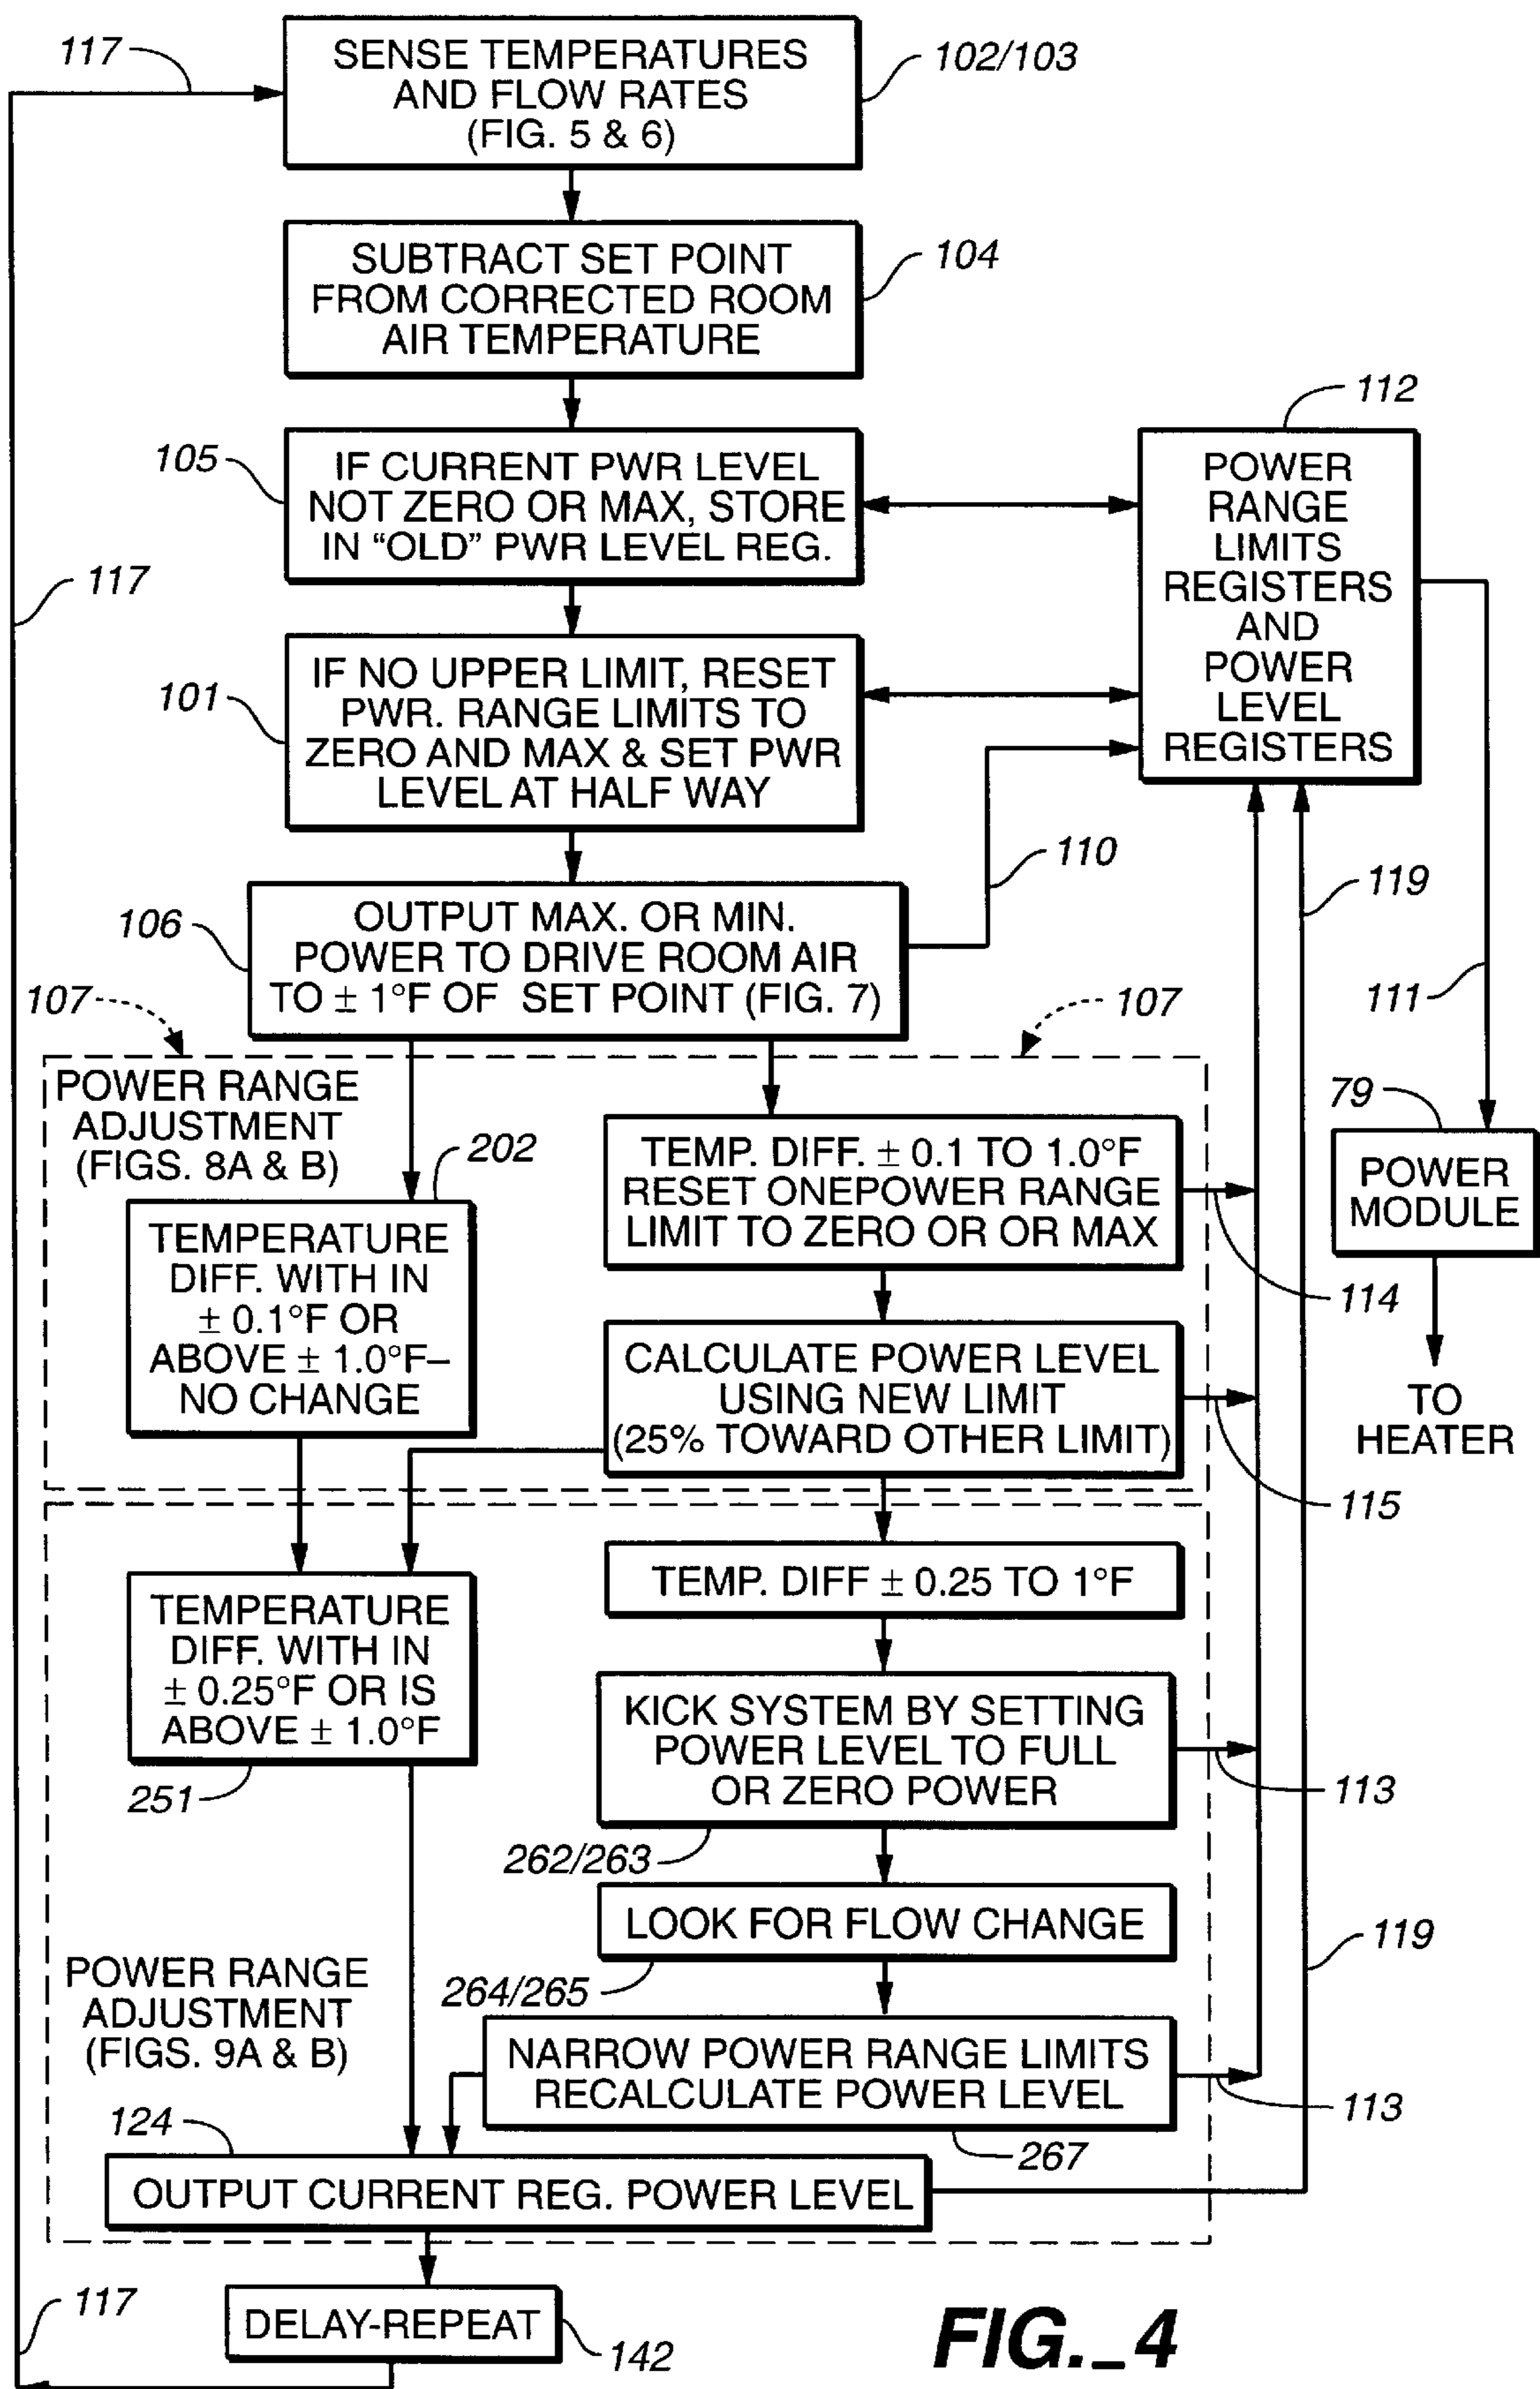 117
SENSE TEMPERATURES
AND FLOW RATES
(FIG. 5 & 6)
102/103
SUBTRACT SET POINT
FROM CORRECTED ROOM
AIR TEMPERATURE
104
105
IF CURRENT PWR LEVEL
NOT ZERO OR MAX, STORE
IN “OLD” PWR LEVEL REG.
112
POWER
RANGE
LIMITS
REGISTERS
AND
POWER
LEVEL
REGISTERS
117
101
IF NO UPPER LIMIT, RESET
PWR. RANGE LIMITS TO
ZERO AND MAX & SET PWR
LEVEL AT HALF WAY
110
119
106
OUTPUT MAX. OR MIN.
POWER TO DRIVE ROOM AIR
TO ± 1°F OF SET POINT (FIG. 7)
107
107
111
POWER RANGE
ADJUSTMENT
(FIGS. 8A & B)
202
TEMPERATURE
DIFF. WITH IN
± 0.1°F OR
ABOVE ± 1.0°F–
NO CHANGE
TEMP. DIFF. ± 0.1 TO 1.0°F
RESET ONEPOWER RANGE
LIMIT TO ZERO OR OR MAX
114
79
POWER
MODULE
TO
HEATER
CALCULATE POWER LEVEL
USING NEW LIMIT
(25% TOWARD OTHER LIMIT)
115
TEMPERATURE
DIFF. WITH IN
± 0.25°F OR IS
ABOVE ± 1.0°F
251
TEMP. DIFF ± 0.25 TO 1°F
KICK SYSTEM BY SETTING
POWER LEVEL TO FULL
OR ZERO POWER
113
262/263
LOOK FOR FLOW CHANGE
264/265
119
POWER RANGE
ADJUSTMENT
(FIGS. 9A & B)
NARROW POWER RANGE LIMITS
RECALCULATE POWER LEVEL
113
267
124
OUTPUT CURRENT REG. POWER LEVEL
117
DELAY-REPEAT
142
FIG._4